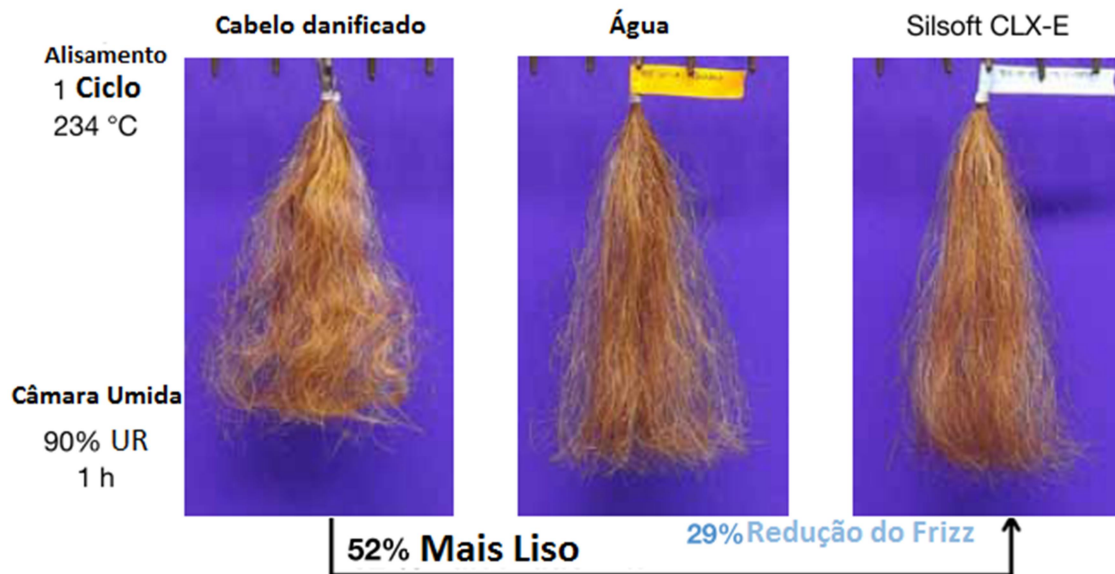 Cabelo danificado
Água
Silsoft CLX-E
Alisamento
1 Ciclo
234 °C
Câmara Umida
90% UR
1 h
29% Redução do Frizz
52% Mais Liso